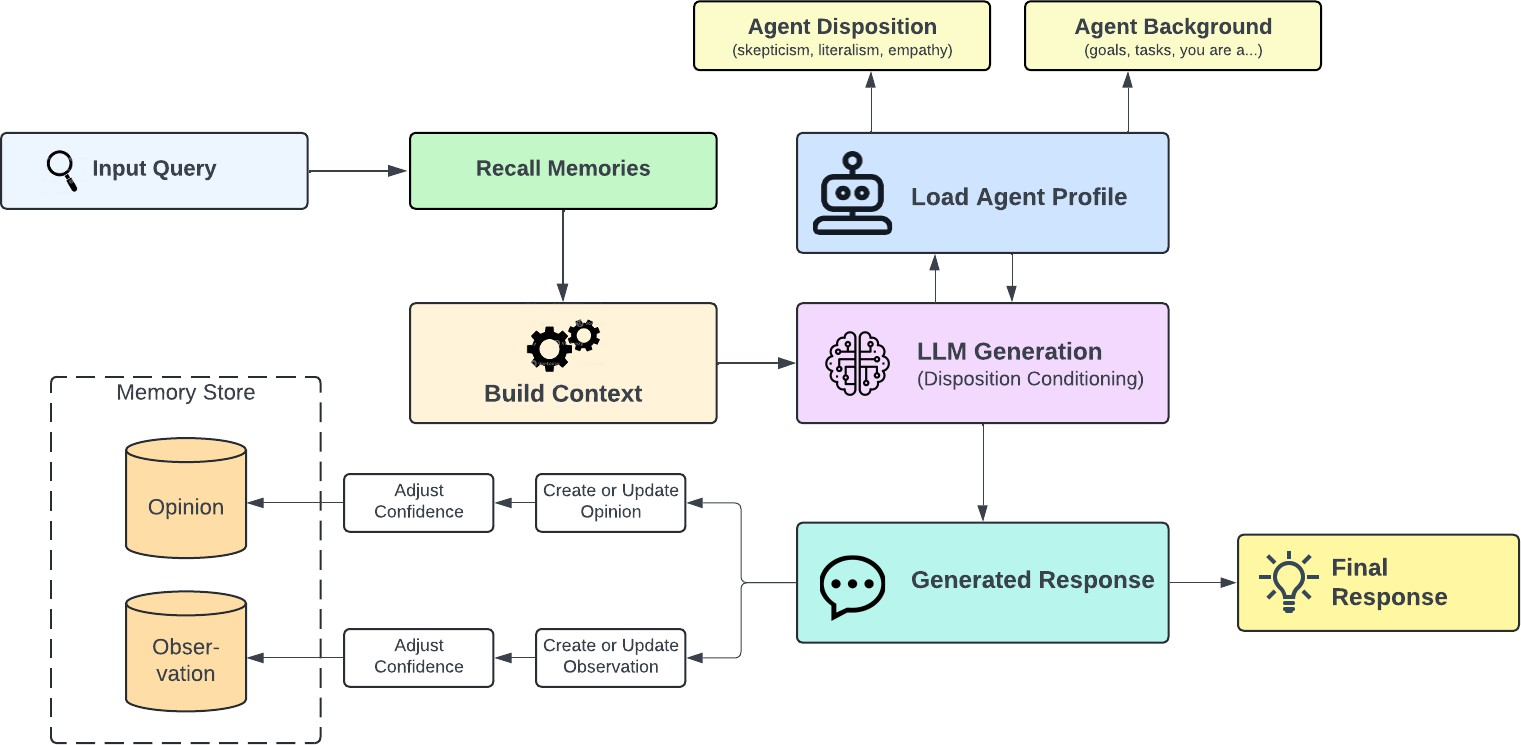 Agent Disposition
(skepticism, literalism, empathy)
Agent Background
(goals, tasks, you are a...)
Input Query
Recall Memories
Load Agent Profile
Build Context
LLM Generation
(Disposition Conditioning)
Memory Store
Opinion
Adjust
Confidence
Create or Update
Opinion
Generated Response
Final
Response
Obser-
vation
Adjust
Confidence
Create or Update
Observation